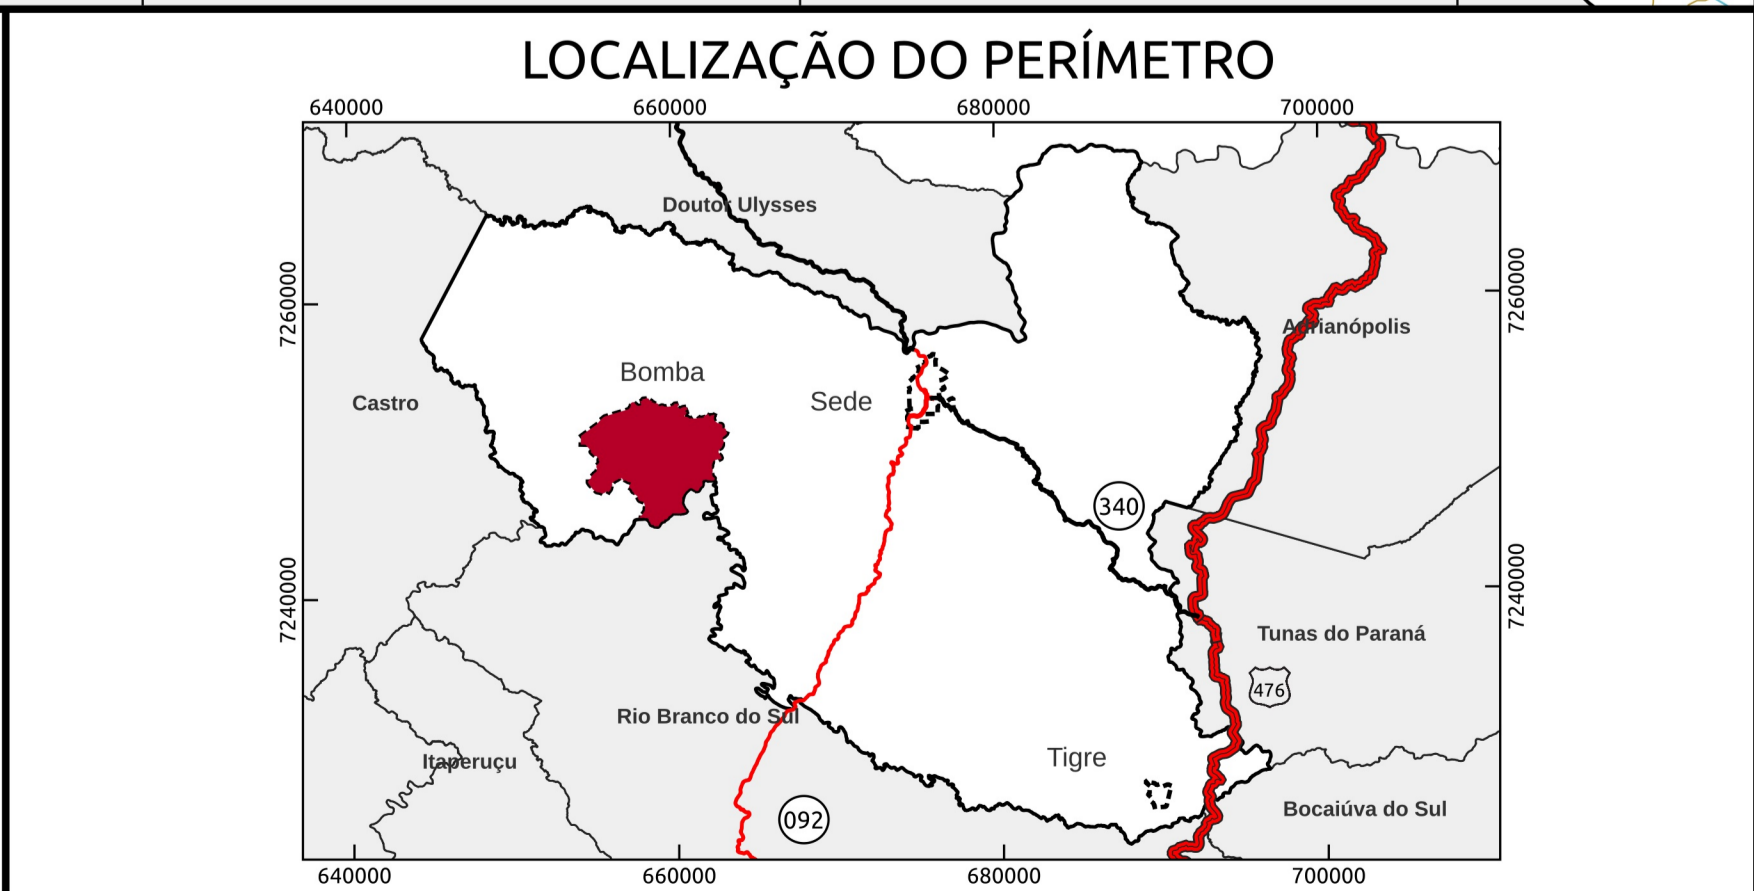 LOCALIZAÇÃO DO PERÍMETRO
640000 660000 680000 700000
Doutor Ulysses
7260000 7260000
Adrianópolis
Bomba
Castro
Sede
340
7240000 7240000
Tunas do Paraná
476
Rio Branco do Sul
Itaperuçu
Tigre
Bocaiúva do Sul
092
640000 660000 680000 700000